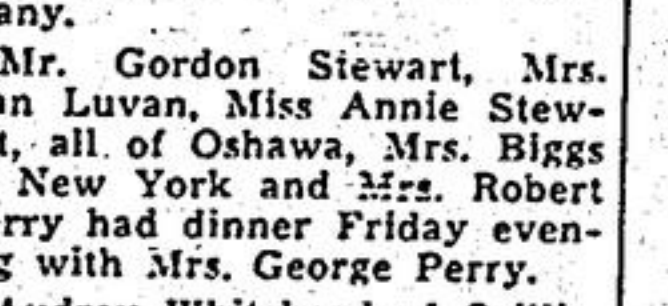 any.
Mr. Gordon Stewart, Mrs.
n Luvan, Miss Annie Stew-
t, all of Oshawa, Mrs. Biggs
New York and Mrs. Robert
rry had dinner Friday even-
g with Mrs. George Perry.